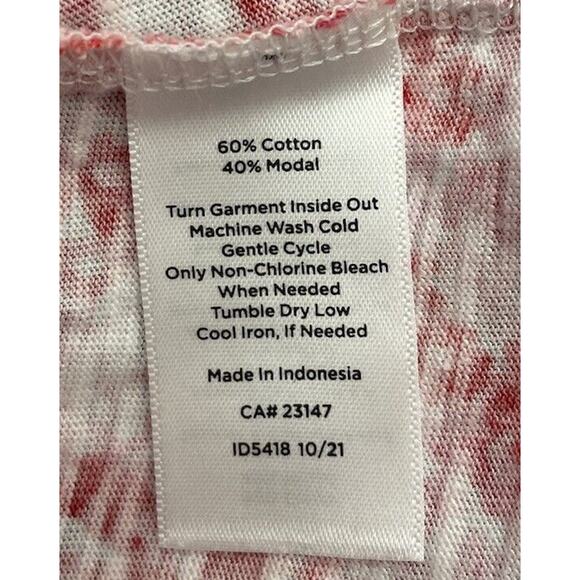 60% Cotton
40% Modal
Turn Garment Inside Out
Machine Wash Cold
Gentle Cycle
Only Non-Chlorine Bleach
When Needed
Tumble Dry Low
Cool Iron, If Needed
Made In Indonesia
CA# 23147
ID5418 10/21